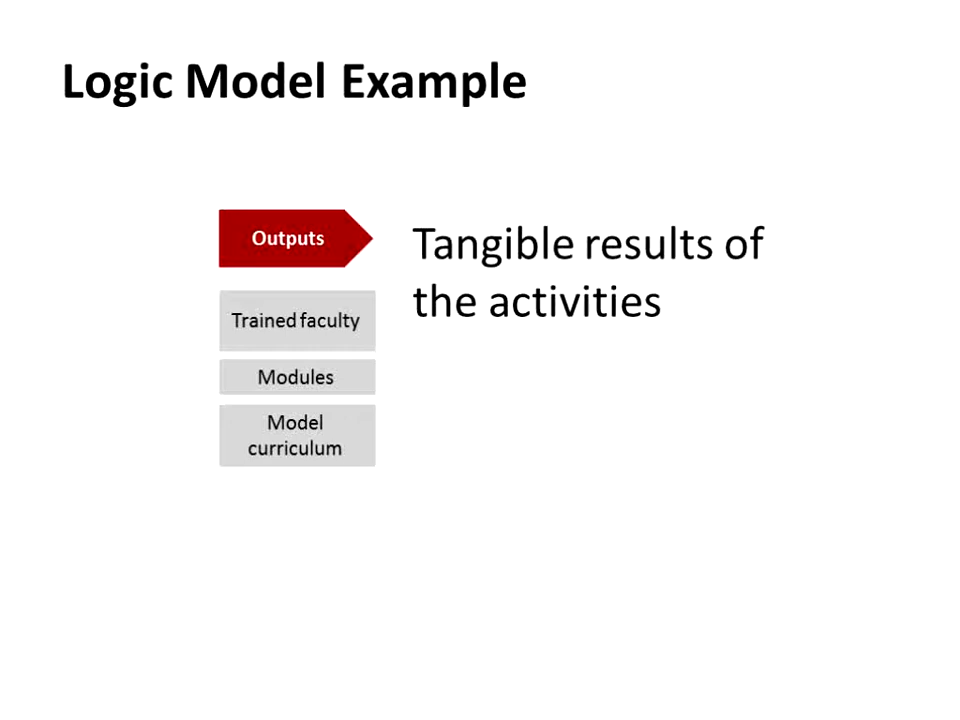 Logic Model Example
Outputs
Tangible results of
the activities
Trained faculty
Modules
Model
curriculum